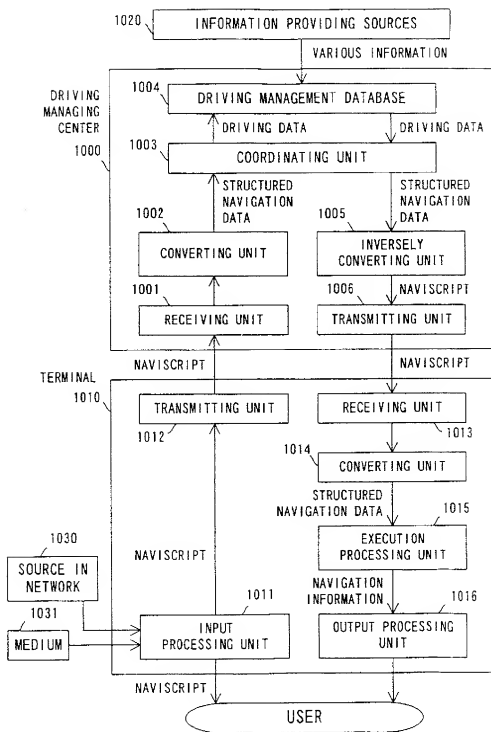 1020
INFORMATION PROVIDING SOURCES
VARIOUS INFORMATION
DRIVING
MANAGING
CENTER
1000
1004
DRIVING MANAGEMENT DATABASE
DRIVING DATA
DRIVING DATA
1003
COORDINATING UNIT
STRUCTURED
NAVIGATION
DATA
STRUCTURED
NAVIGATION
DATA
1002
CONVERTING UNIT
1005
INVERSELY
CONVERTING UNIT
1001
RECEIVING UNIT
NAVISCRIPT
1006
TRANSMITTING UNIT
NAVISCRIPT
NAVISCRIPT
TERMINAL
1010
TRANSMITTING UNIT
1012
RECEIVING UNIT
1013
1014
CONVERTING UNIT
STRUCTURED
NAVIGATION DATA
1015
EXECUTION
PROCESSING UNIT
1030
SOURCE IN
NETWORK
NAVISCRIPT
NAVIGATION
INFORMATION
1031
MEDIUM
1011
INPUT
PROCESSING UNIT
1016
OUTPUT PROCESSING
UNIT
NAVISCRIPT
USER